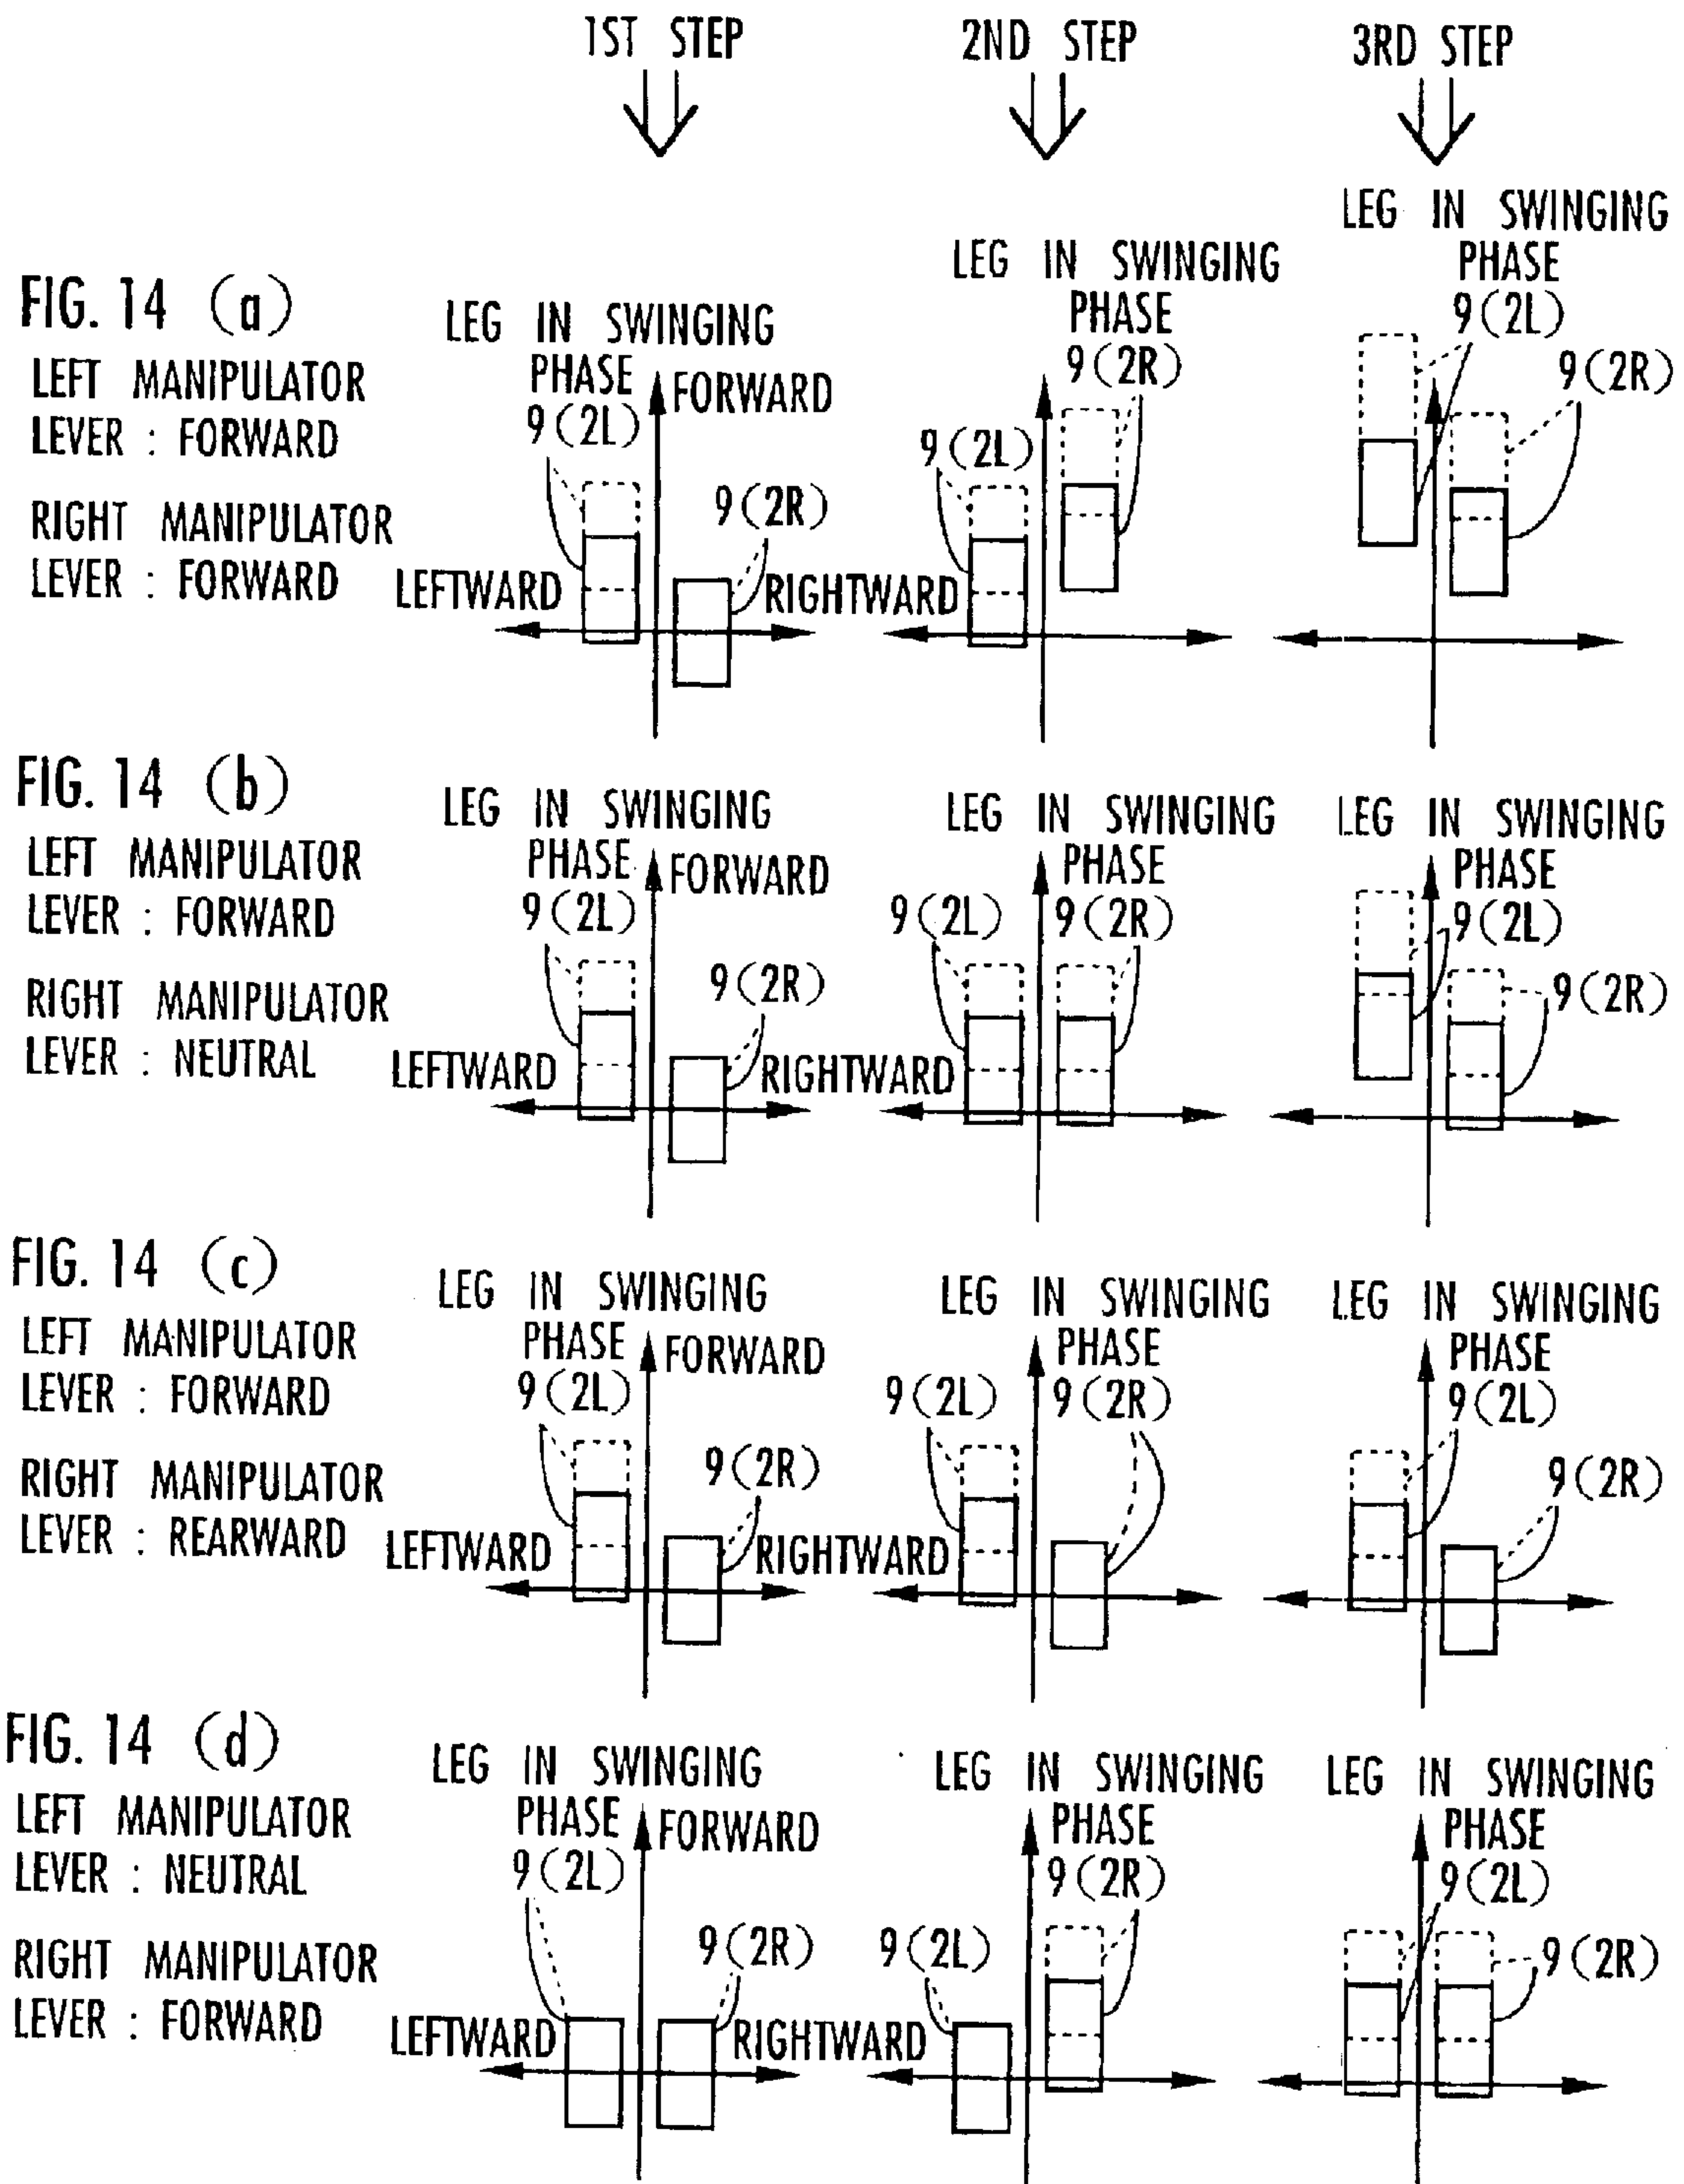 1ST STEP
2ND STEP
3RD STEP
FIG. 14 (a)
LEFT MANIPULATOR
LEVER : FORWARD
RIGHT MANIPULATOR
LEVER : FORWARD
LEG IN SWINGING
PHASE
9(2L)
FORWARD
9(2R)
LEFTWARD
RIGHTWARD
LEG IN SWINGING
PHASE
9(2R)
9(2L)
LEG IN SWINGING
PHASE
9(2L)
9(2R)
FIG. 14 (b)
LEFT MANIPULATOR
LEVER : FORWARD
RIGHT MANIPULATOR
LEVER : NEUTRAL
LEG IN SWINGING
PHASE
9(2L)
FORWARD
9(2R)
LEFTWARD
RIGHTWARD
LEG IN SWINGING
PHASE
9(2L)
9(2R)
LEG IN SWINGING
PHASE
9(2L)
9(2R)
FIG. 14 (c)
LEFT MANIPULATOR
LEVER : FORWARD
RIGHT MANIPULATOR
LEVER : REARWARD
LEG IN SWINGING
PHASE
9(2L)
FORWARD
9(2R)
LEFTWARD
RIGHTWARD
LEG IN SWINGING
PHASE
9(2L)
9(2R)
LEG IN SWINGING
PHASE
9(2L)
9(2R)
FIG. 14 (d)
LEFT MANIPULATOR
LEVER : NEUTRAL
RIGHT MANIPULATOR
LEVER : FORWARD
LEG IN SWINGING
PHASE
9(2L)
FORWARD
9(2R)
LEFTWARD
RIGHTWARD
LEG IN SWINGING
PHASE
9(2R)
9(2L)
LEG IN SWINGING
PHASE
9(2L)
9(2R)